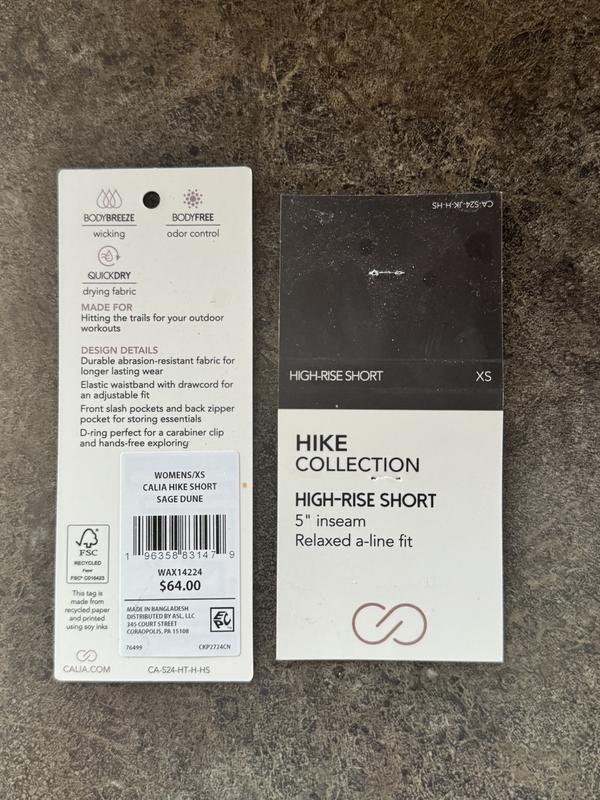 BODYBREEZE
wicking
BODYFREE
odor control
QUICKDRY
drying fabric
MADE FOR
Hitting the trails for your outdoor
workouts
DESIGN DETAILS
Durable abrasion-resistant fabric for
longer lasting wear
Elastic waistband with drawcord for
an adjustable fit
Front slash pockets and back zipper
pocket for storing essentials
D-ring perfect for a carabiner clip
and hands-free exploring
WOMENS/XS
CALIA HIKE SHORT
SAGE DUNE
1 96358 83147 9
WAX14224
$64.00
MADE IN BANGLADESH
DISTRIBUTED BY ASL, LLC
345 COURT STREET
CORAOPOLIS, PA 15108
76499 CKP2724CN
FSC
RECYCLED
Paper
FSC® C016423
This tag is
made from
recycled paper
and printed
using soy inks
CALIA.COM
CA-S24-HT-H-HS
CA-S24-JK-H-HS
HIGH-RISE SHORT XS
HIKE
COLLECTION
HIGH-RISE SHORT
5" inseam
Relaxed a-line fit